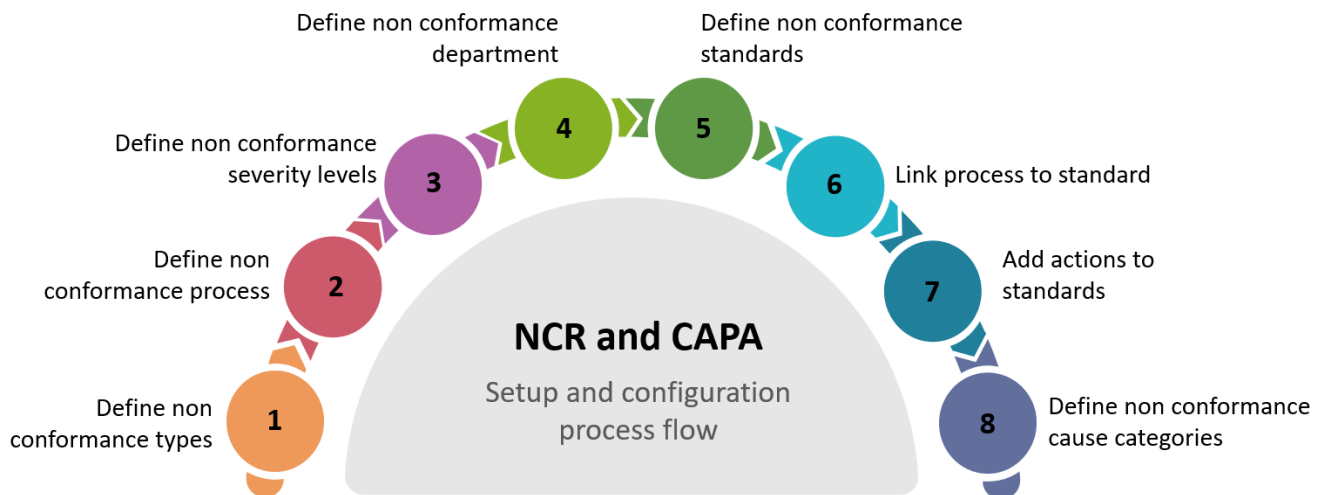 1
Define non
conformance types
2
Define non
conformance process
3
Define non conformance
severity levels
4
Define non conformance
department
5
Define non conformance
standards
6
Link process to standard
7
Add actions to
standards
8
Define non conformance
cause categories
NCR and CAPA
Setup and configuration
process flow